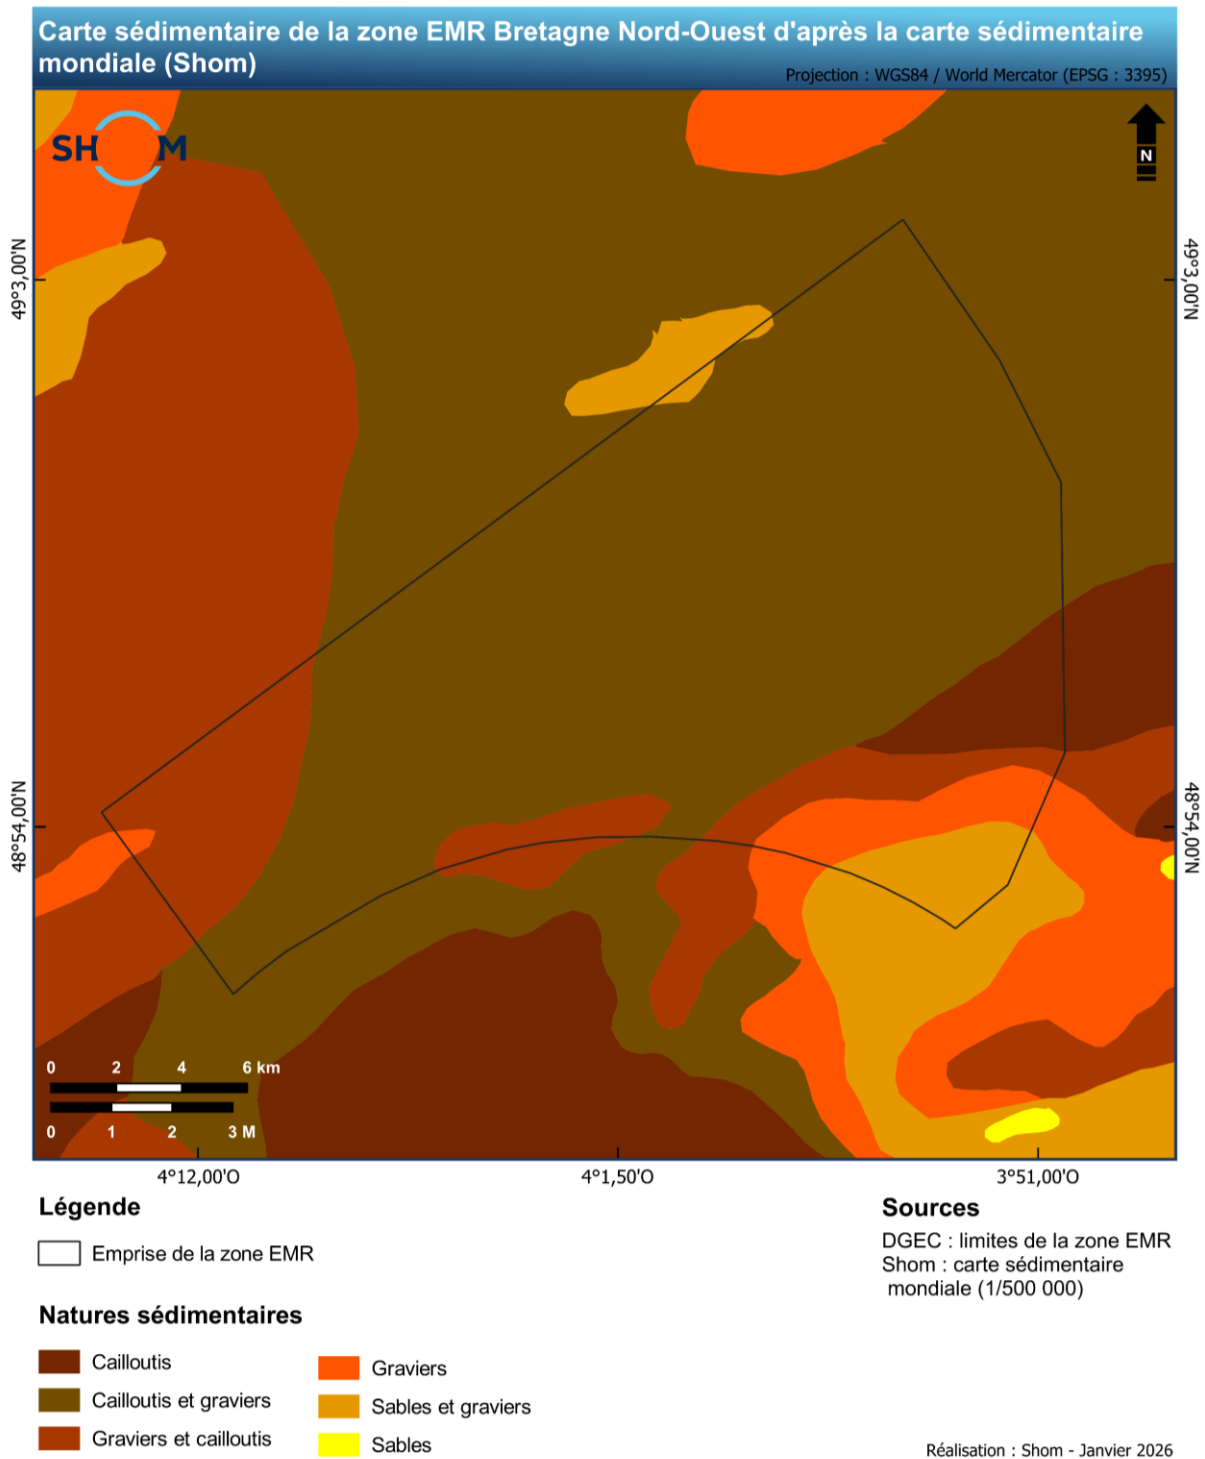 Carte sédimentaire de la zone EMR Bretagne Nord-Ouest d'après la carte sédimentaire
mondiale (Shom)
Projection : WGS84 / World Mercator (EPSG : 3395)
SHOM
N
49°3,00'N
49°3,00'N
48°54,00'N
48°54,00'N
0 2 4 6 km
0 1 2 3 M
4°12,00'O
4°1,50'O
3°51,00'O
Légende
Emprise de la zone EMR
Sources
DGEC : limites de la zone EMR
Shom : carte sédimentaire
mondiale (1/500 000)
Natures sédimentaires
Cailloutis
Cailloutis et graviers
Graviers et cailloutis
Graviers
Sables et graviers
Sables
Réalisation : Shom - Janvier 2026